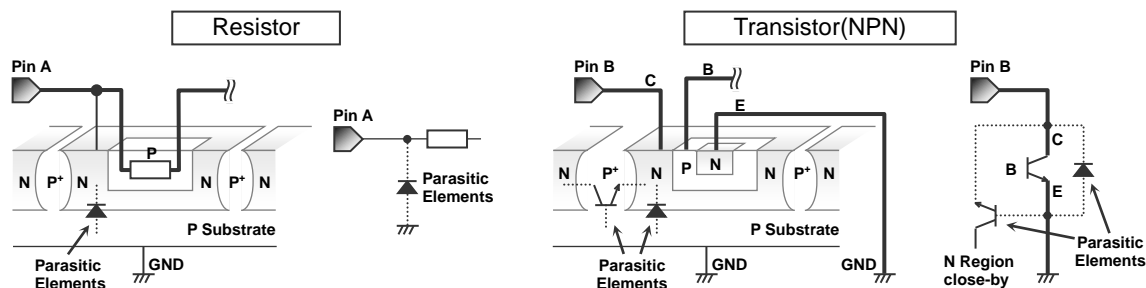 Resistor
Pin A
P
N
P+
N
N
P+
N
Parasitic
Elements
P Substrate
GND
Pin A
Parasitic
Elements
Transistor(NPN)
Pin B
C
B
E
N
P+
N
P
N
N
P+
N
P Substrate
Parasitic
Elements
GND
GND
Pin B
C
B
E
Parasitic
Elements
N Region
close-by